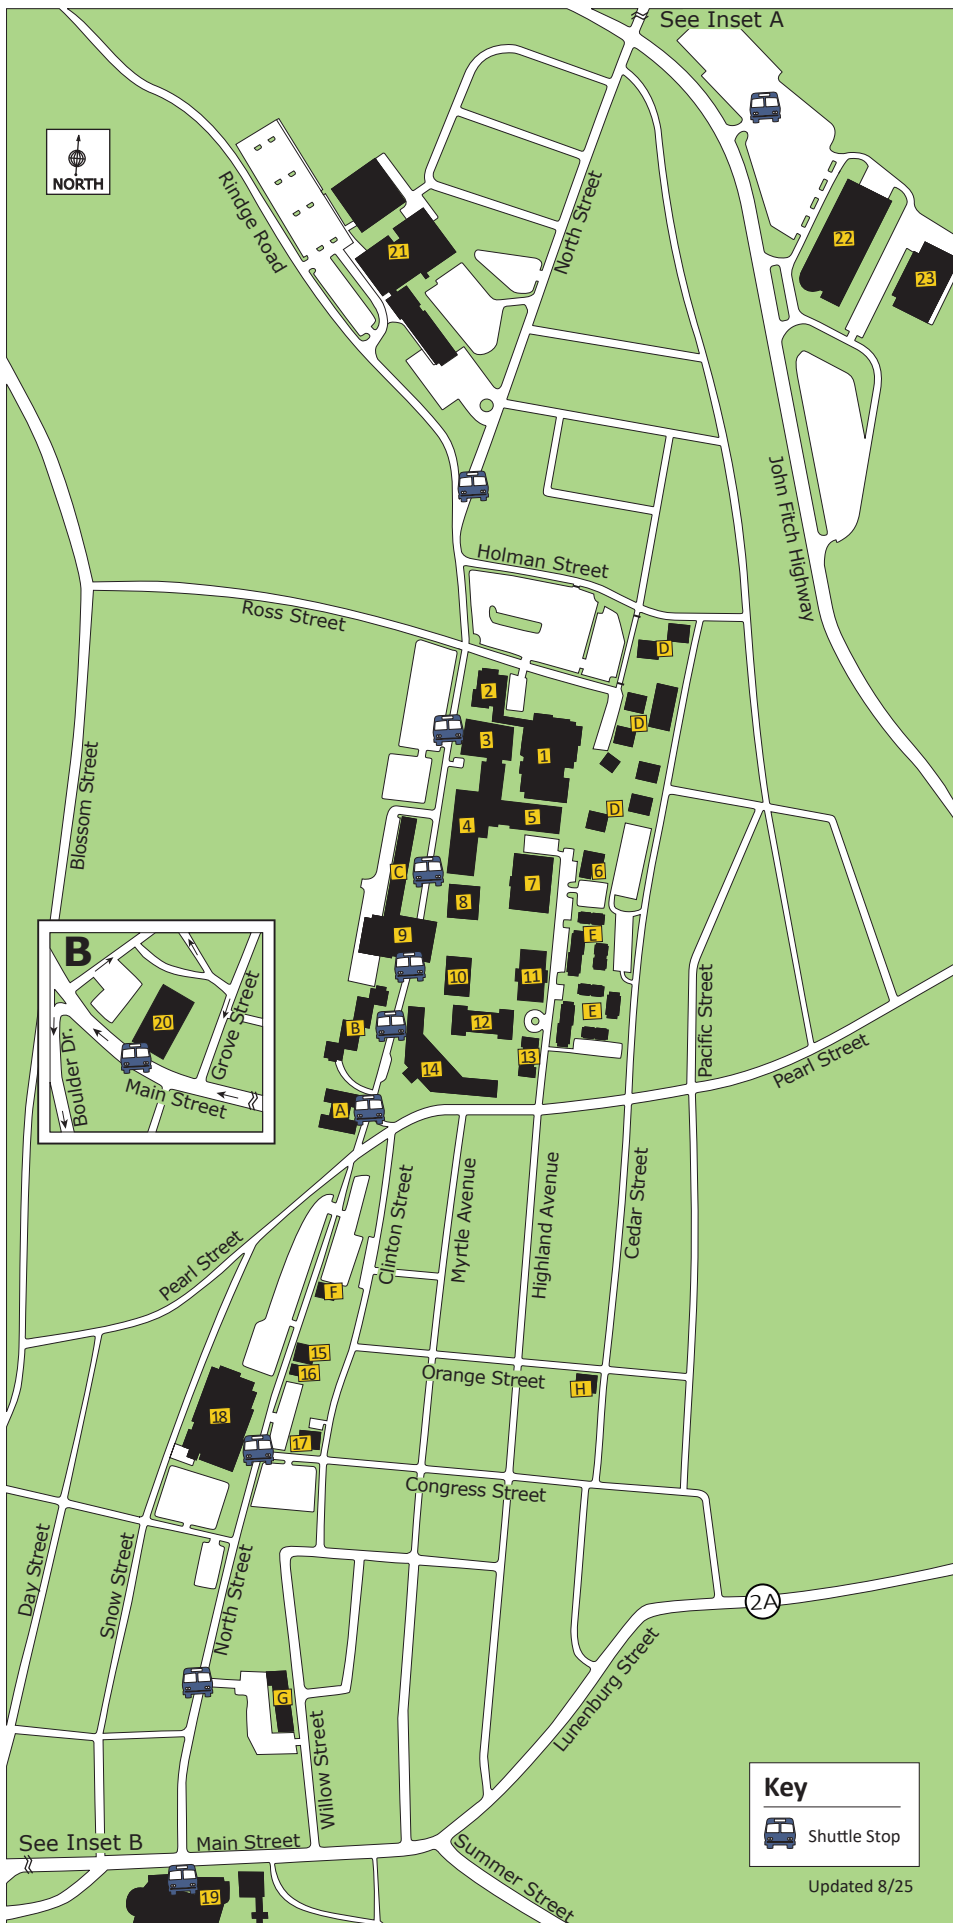 See Inset A
NORTH
Rindge Road
North Street
21
22
23
John Fitch Highway
Holman Street
Ross Street
D
2
D
3
1
Blossom Street
D
4
5
C
6
7
8
E
9
10
11
E
B
12
13
14
A
Pacific Street
Pearl Street
B
20
Boulder Dr.
Grove Street
Main Street
Clinton Street
Myrtle Avenue
Highland Avenue
Cedar Street
Pearl Street
F
15
16
Orange Street
H
18
17
Congress Street
Day Street
Snow Street
North Street
2A
Lunenburg Street
G
Willow Street
Key
Shuttle Stop
See Inset B
Main Street
Summer Street
19
Updated 8/25